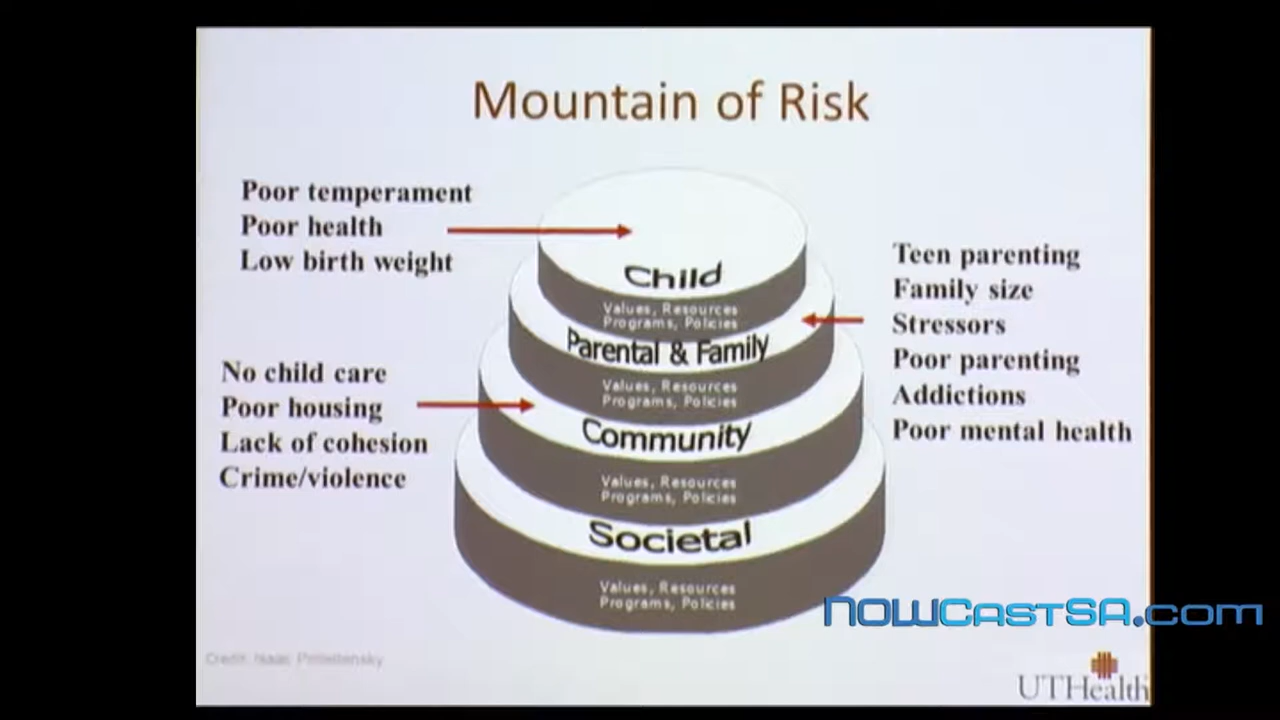 Mountain of Risk
Poor temperament
Poor health
Low birth weight
Teen parenting
Family size
Stressors
Poor parenting
Addictions
Poor mental health
No child care
Poor housing
Lack of cohesion
Crime/violence
Child
Values, Resources
Programs, Policies
Parental & Family
Values, Resources
Programs, Policies
Community
Values, Resources
Programs, Policies
Societal
Values, Resources
Programs, Policies
NOWCASTSA.com
Credit: Isaac
UTHealth